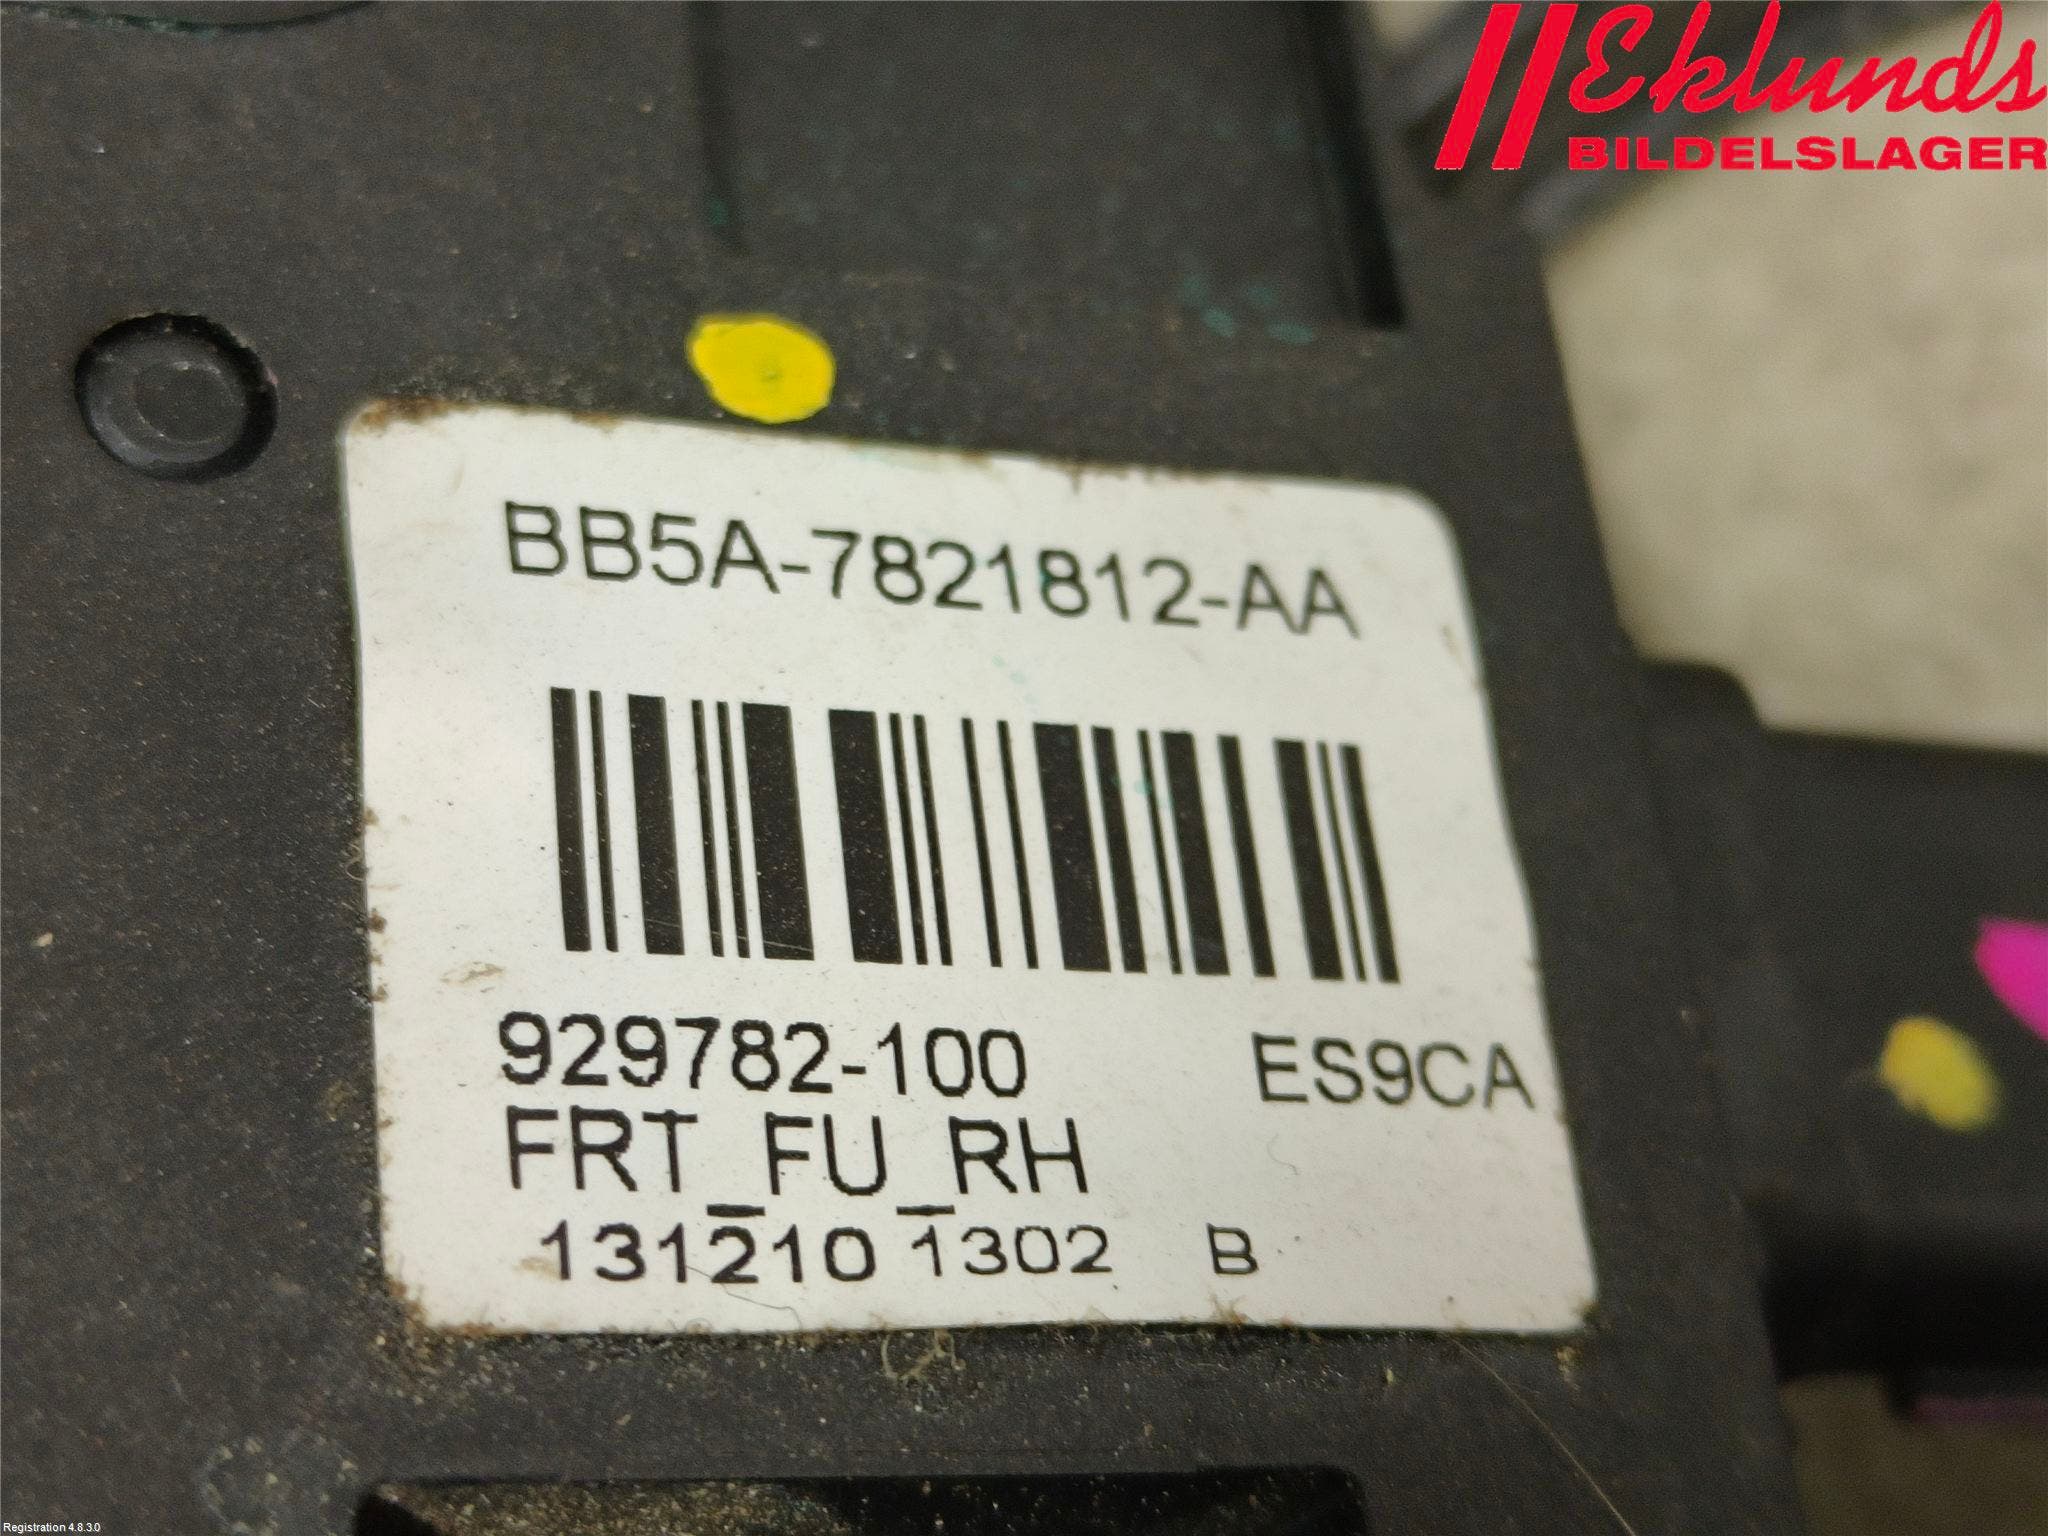 Eklunds
BILDELSLAGER
BB5A-7821812-AA
929782-100 ES9CA
FRT_FU_RH
131210 1302 B
Registration 4.8.3.0